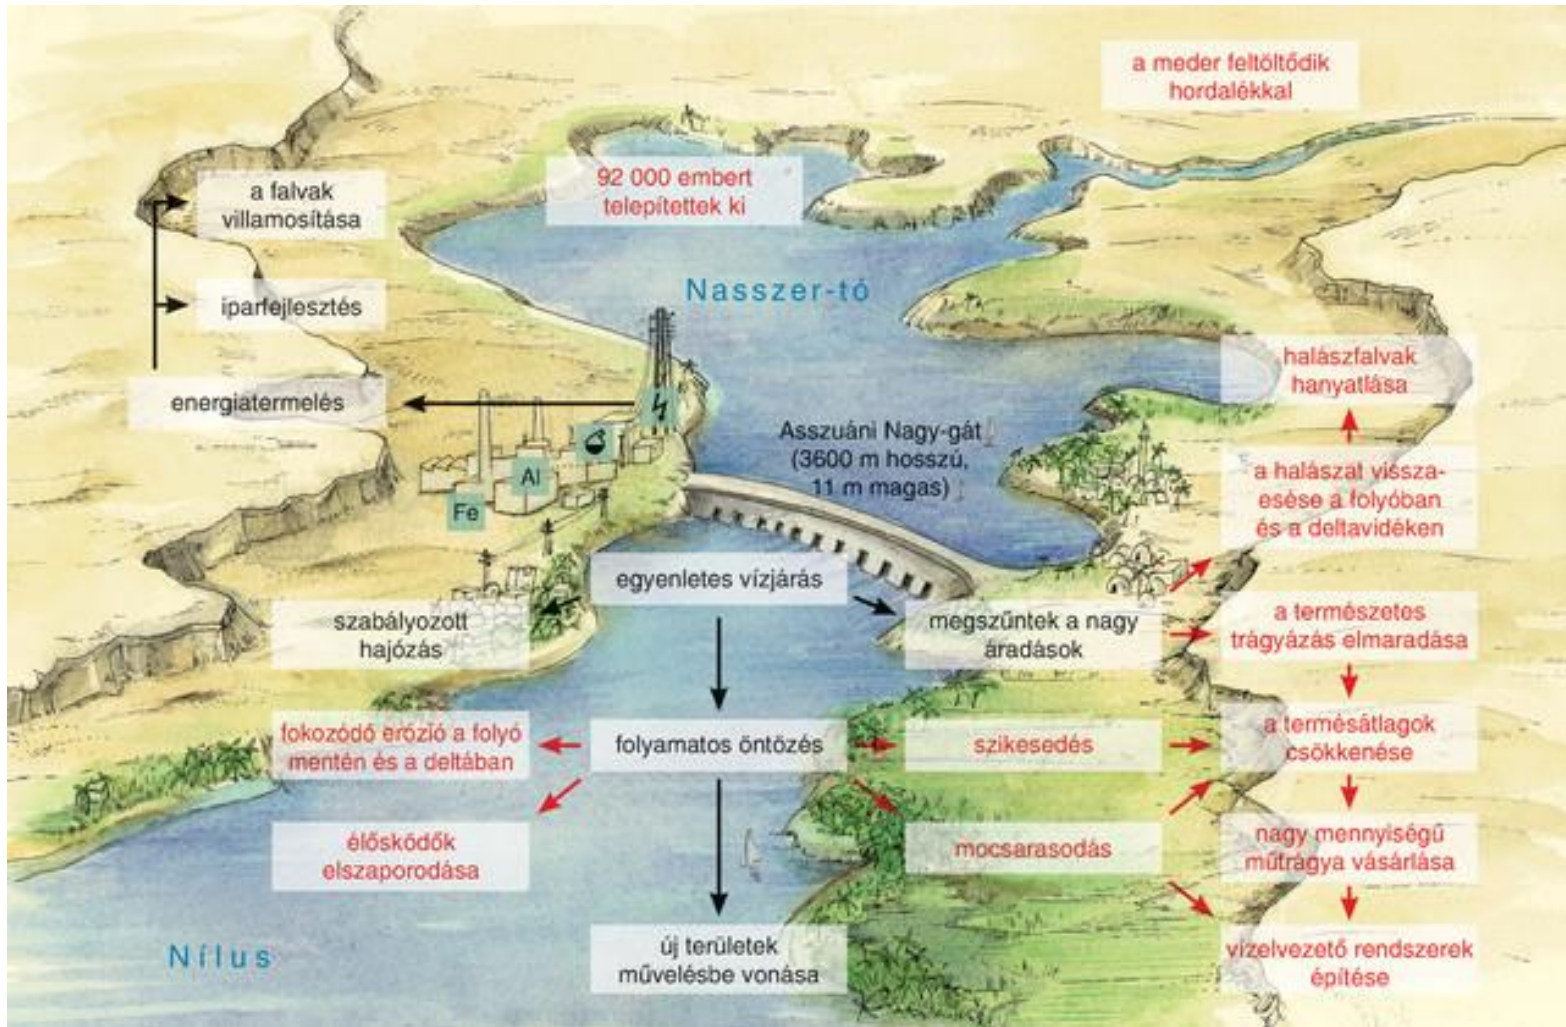 a meder feltöltődik
hordalékkal
92 000 embert
telepítettek ki
a falvak
villamosítása
iparfejlesztés
energiatermelés
Nasszer-tó
Asszuáni Nagy-gát
(3600 m hosszú,
11 m magas)
Al
Fe
halászfalvak
hanyatlása
a halászat vissza-
esése a folyóban
és a deltavidéken
egyenletes vízjárás
szabályozott
hajózás
megszűntek a nagy
áradások
a természetes
trágyázás elmaradása
fokozódó erózió a folyó
mentén és a deltában
folyamatos öntözés
szikesedés
a termésátlagok
csökkenése
élősködők
elszaporodása
mocsarasodás
nagy mennyiségű
műtrágya vásárlása
Nílus
új területek
művelésbe vonása
vízelvezető rendszerek
építése